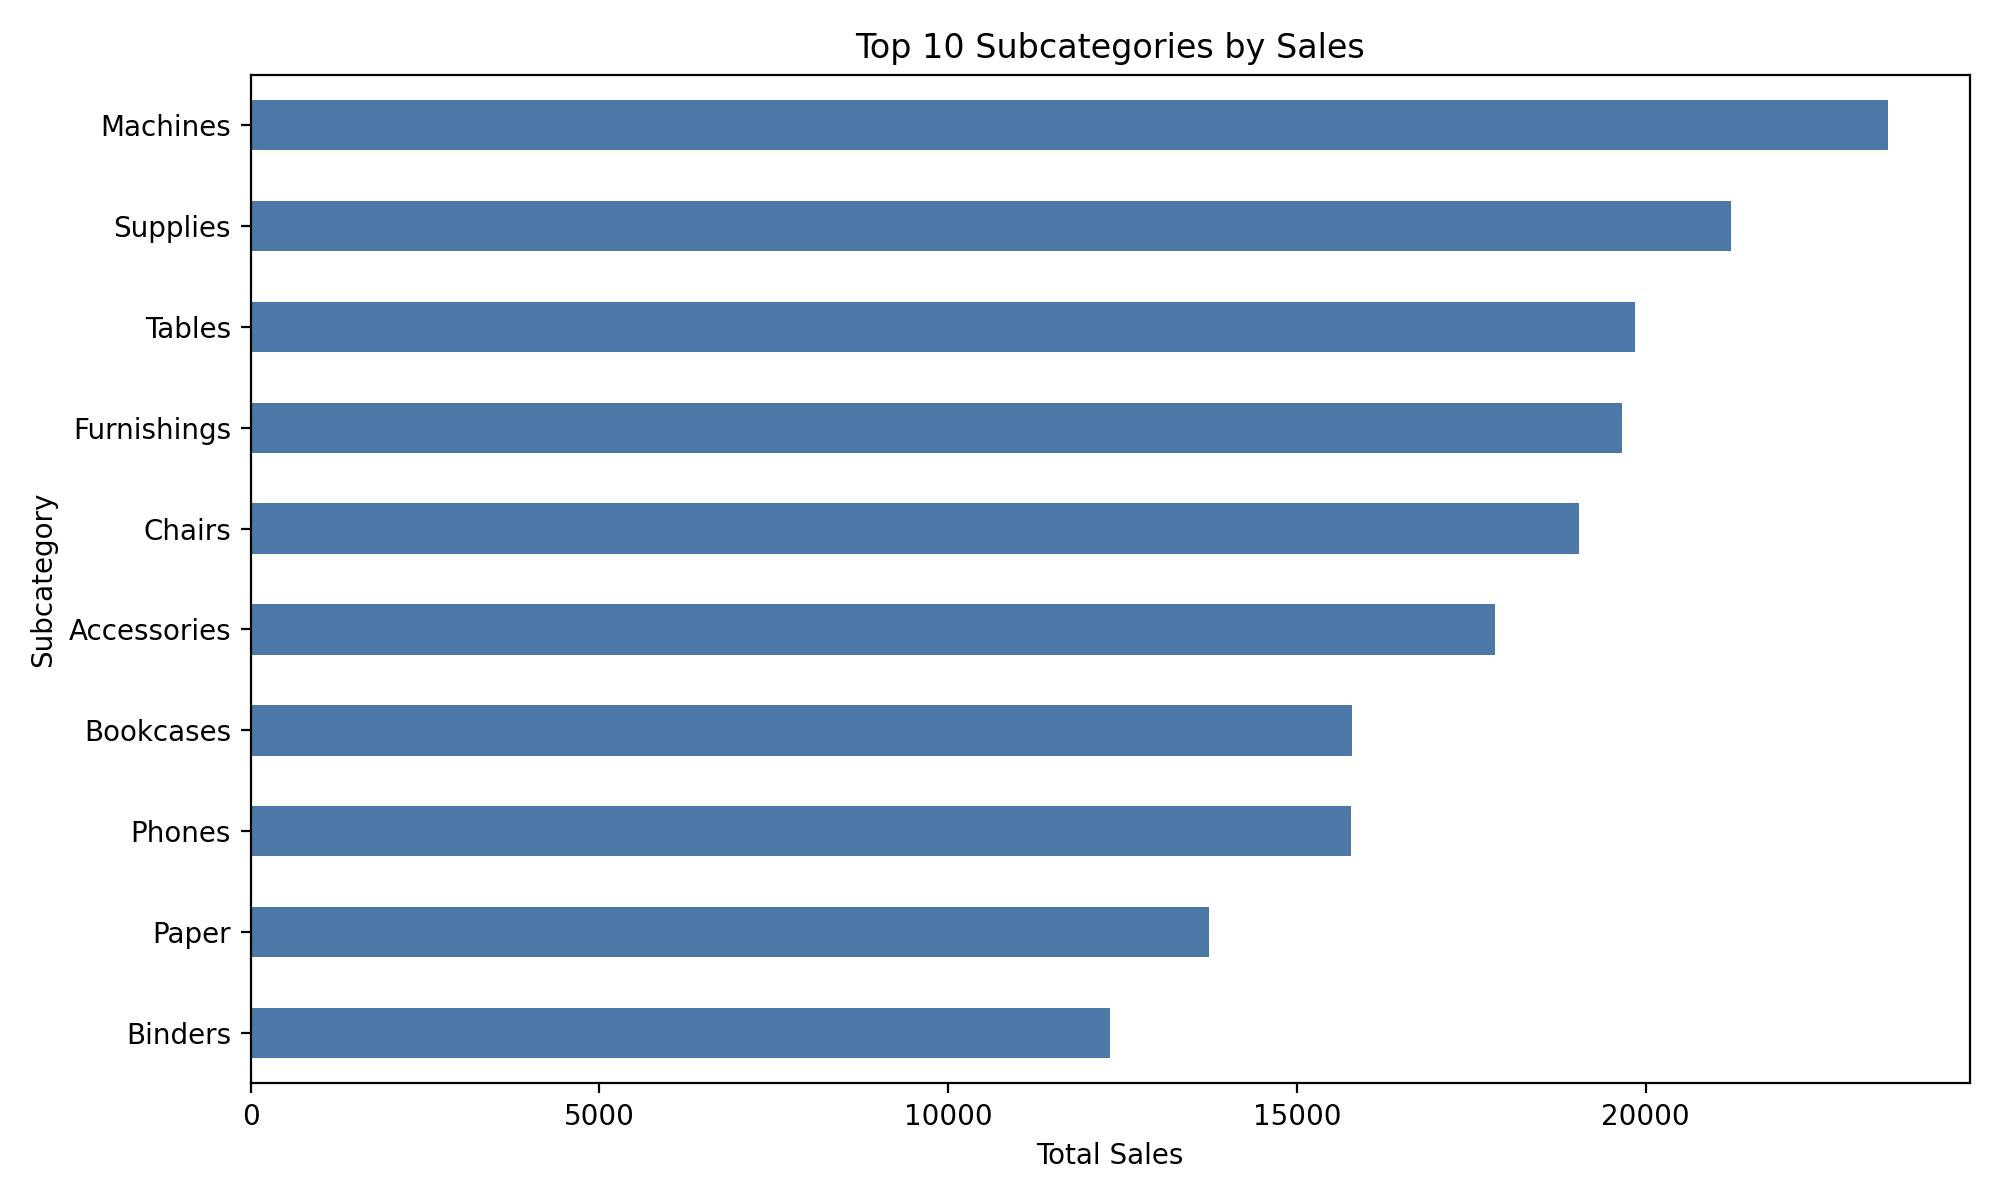 Top 10 Subcategories by Sales
Machines
Supplies
Tables
Furnishings
Chairs
Accessories
Bookcases
Phones
Paper
Binders
Subcategory
0 5000 10000 15000 20000
Total Sales